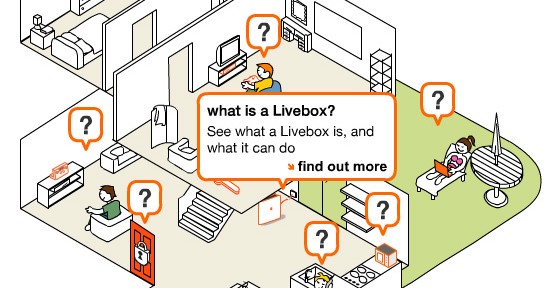 ?
?
?
what is a Livebox?
See what a Livebox is, and
what it can do
find out more
?
?
?